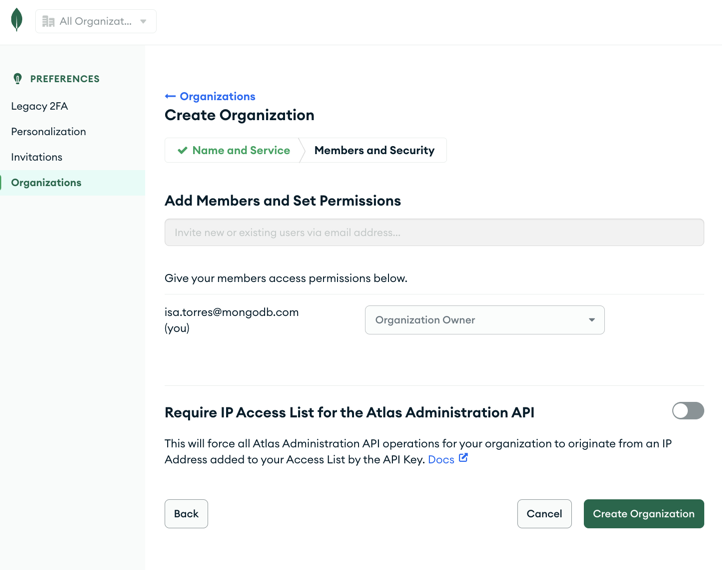 All Organizat...
PREFERENCES
Legacy 2FA
Personalization
Invitations
Organizations
← Organizations
Create Organization
Name and Service
Members and Security
Add Members and Set Permissions
Invite new or existing users via email address...
Give your members access permissions below.
isa.torres@mongodb.com
(you)
Organization Owner
Require IP Access List for the Atlas Administration API
This will force all Atlas Administration API operations for your organization to originate from an IP
Address added to your Access List by the API Key. Docs
Back
Cancel
Create Organization